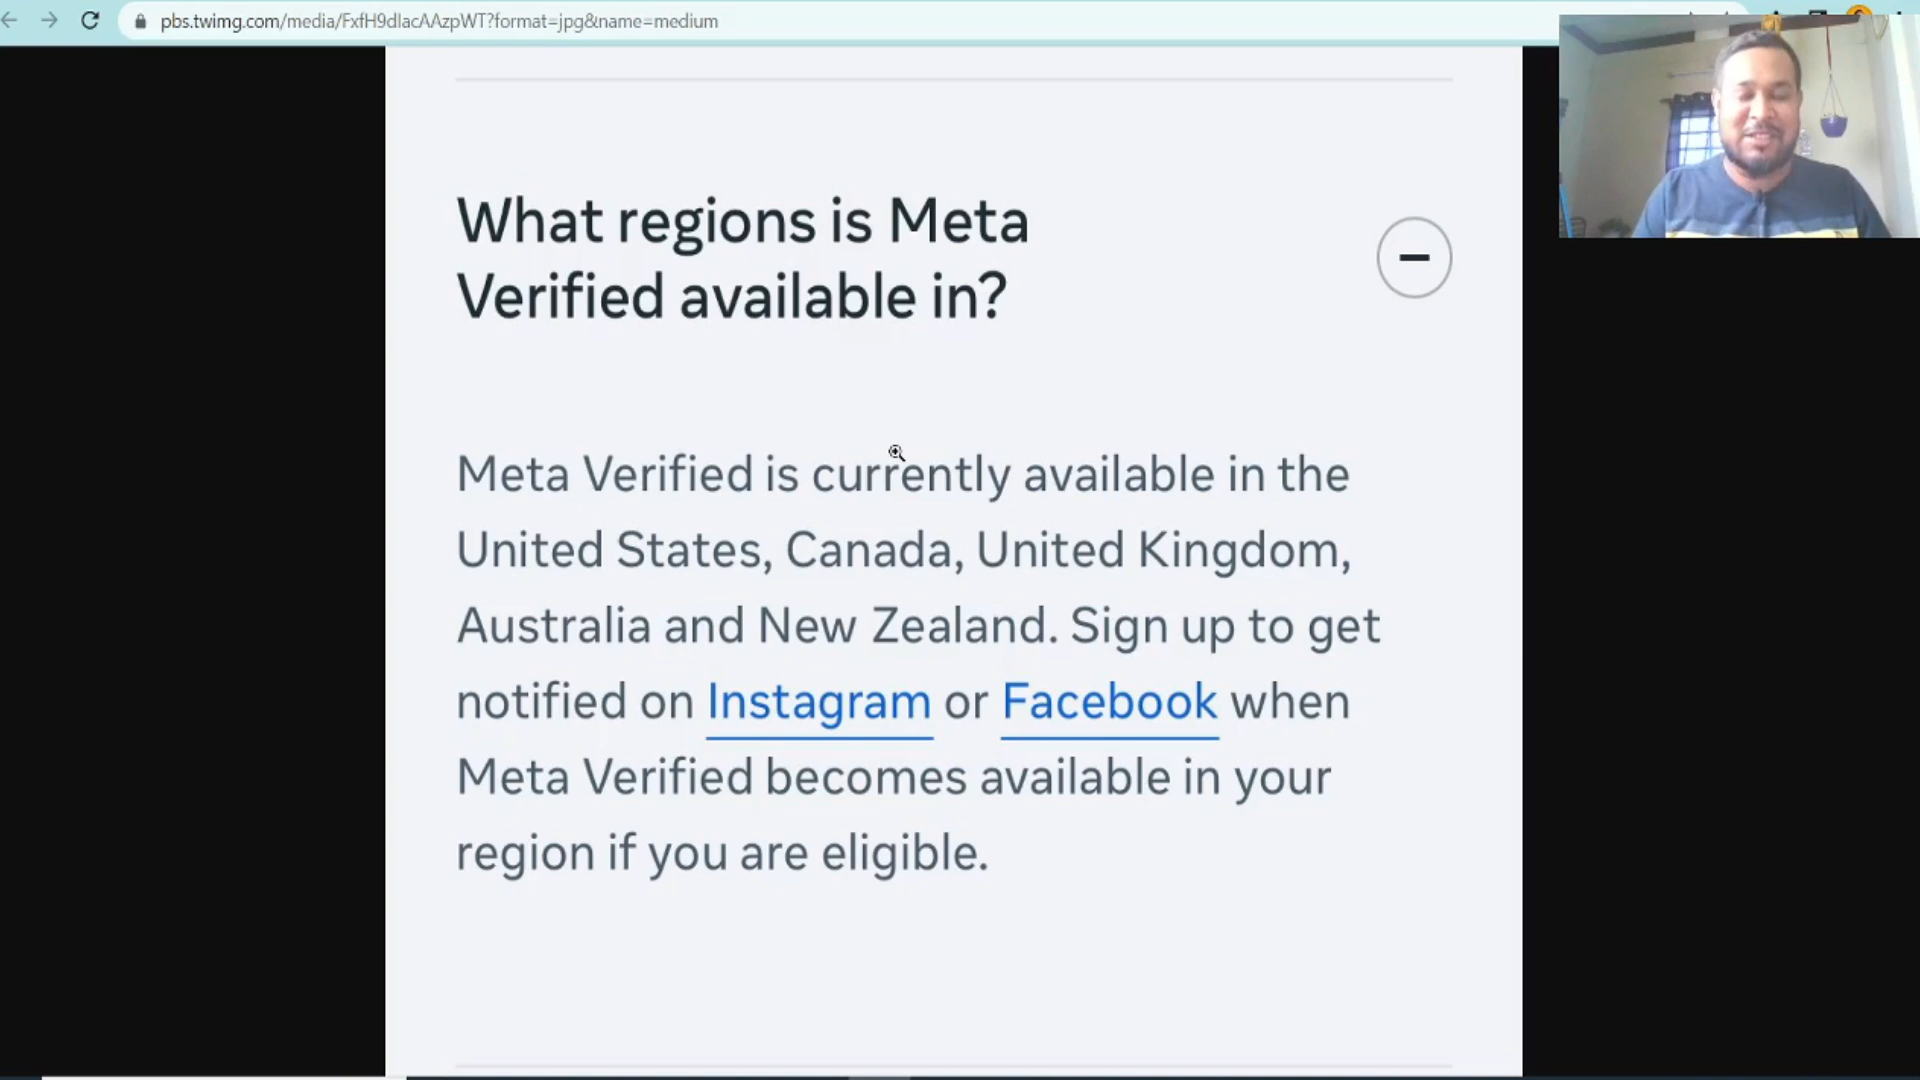 pbs.twimg.com/media/FxfH9dIacAAzpWT?format=jpg&name=medium
What regions is Meta
Verified available in?
Meta Verified is currently available in the
United States, Canada, United Kingdom,
Australia and New Zealand. Sign up to get
notified on Instagram or Facebook when
Meta Verified becomes available in your
region if you are eligible.